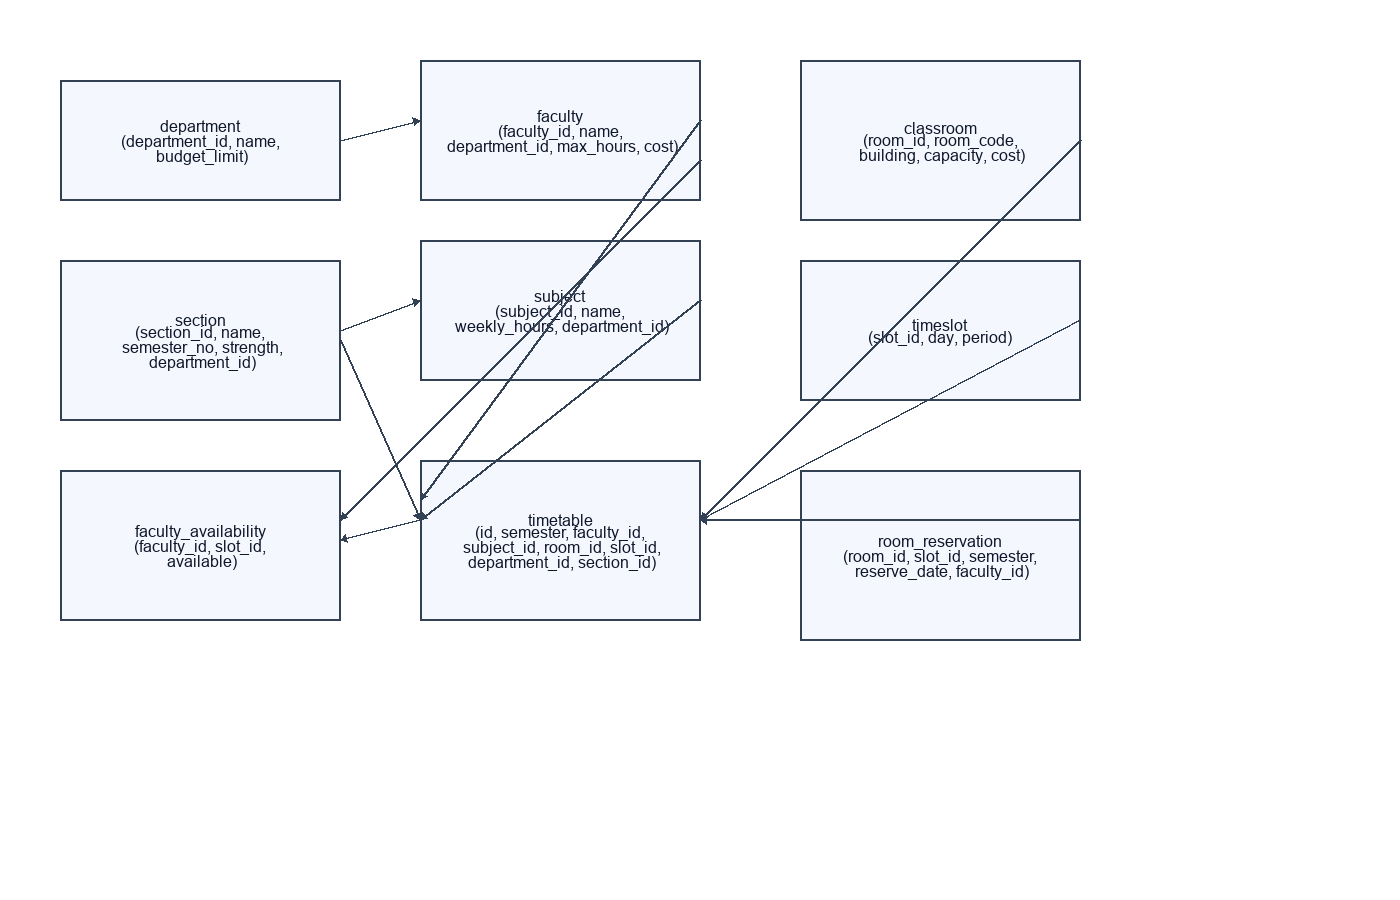 department
(department_id, name,
budget_limit)
faculty
(faculty_id, name,
department_id, max_hours, cost)
classroom
(room_id, room_code,
building, capacity, cost)
section
(section_id, name,
semester_no, strength,
department_id)
subject
(subject_id, name,
weekly_hours, department_id)
timeslot
(slot_id, day, period)
faculty_availability
(faculty_id, slot_id,
available)
timetable
(id, semester, faculty_id,
subject_id, room_id, slot_id,
department_id, section_id)
room_reservation
(room_id, slot_id, semester,
reserve_date, faculty_id)